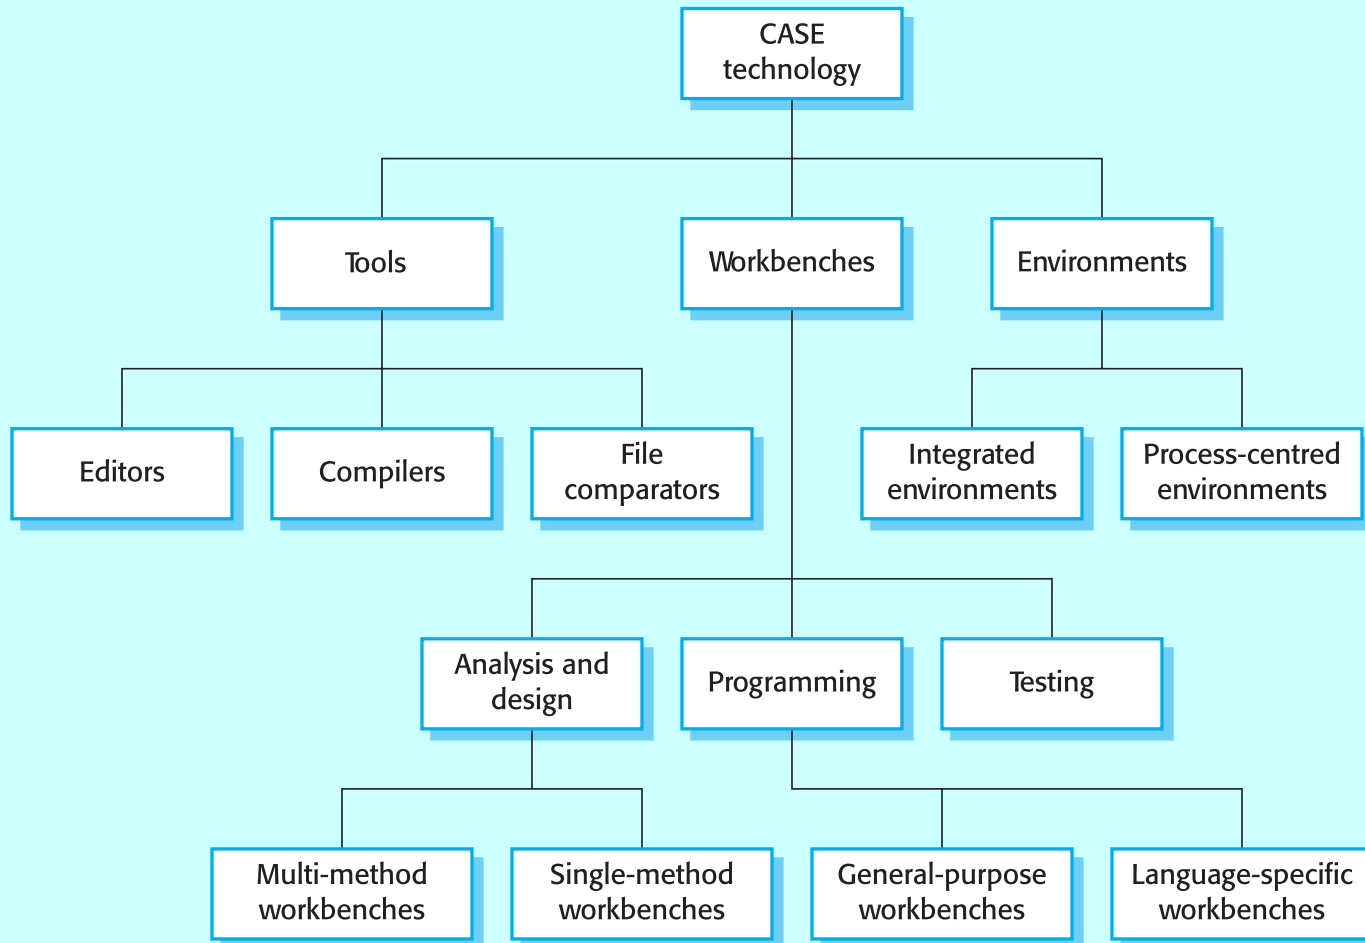 CASE
technology
Tools
Workbenches
Environments
Editors
Compilers
File
comparators
Integrated
environments
Process-centred
environments
Analysis and
design
Programming
Testing
Multi-method
workbenches
Single-method
workbenches
General-purpose
workbenches
Language-specific
workbenches